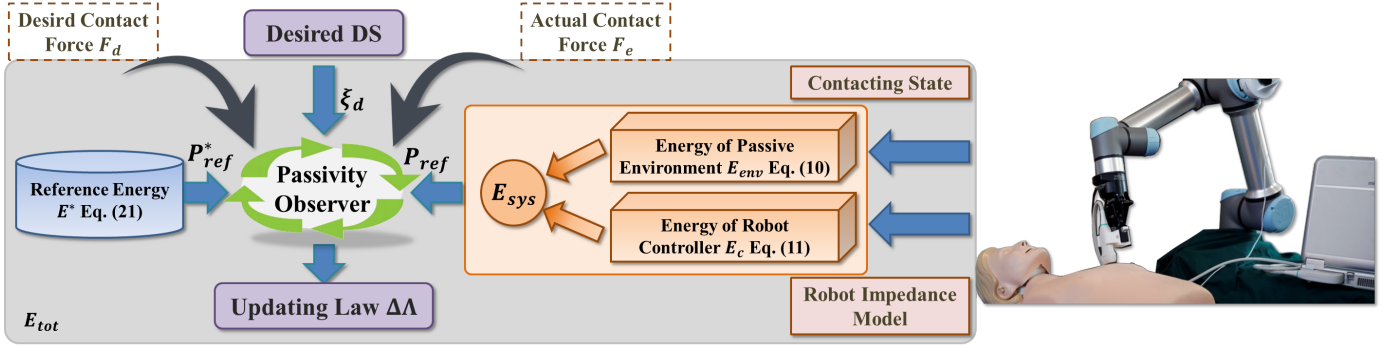 Desird Contact
Force F_d
Desired DS
Actual Contact
Force F_e
Contacting State
ξ_d
P*_ref
P_ref
Reference Energy
E* Eq. (21)
Passivity
Observer
E_sys
Energy of Passive
Environment E_env Eq. (10)
Energy of Robot
Controller E_c Eq. (11)
Updating Law ΔΛ
Robot Impedance
Model
E_tot